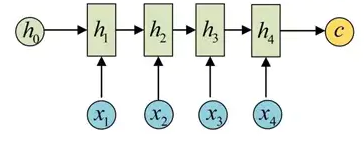 h₀ h₁ h₂ h₃ h₄ c
x₁ x₂ x₃ x₄